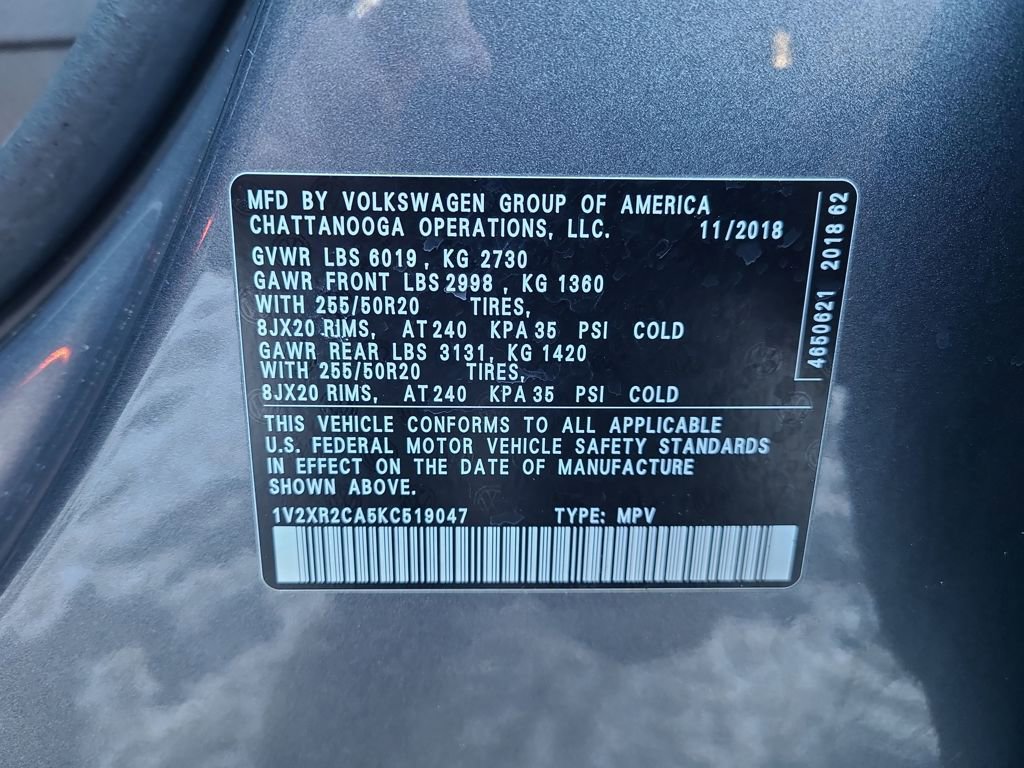 MFD BY VOLKSWAGEN GROUP OF AMERICA
CHATTANOOGA OPERATIONS, LLC. 11/2018
GVWR LBS 6019, KG 2730
GAWR FRONT LBS 2998, KG 1360
WITH 255/50R20 TIRES,
8JX20 RIMS, AT 240 KPA 35 PSI COLD
GAWR REAR LBS 3131, KG 1420
WITH 255/50R20 TIRES,
8JX20 RIMS, AT 240 KPA 35 PSI COLD
THIS VEHICLE CONFORMS TO ALL APPLICABLE
U.S. FEDERAL MOTOR VEHICLE SAFETY STANDARDS
IN EFFECT ON THE DATE OF MANUFACTURE
SHOWN ABOVE.
1V2XR2CA5KC519047 TYPE: MPV
4650621 2018 62